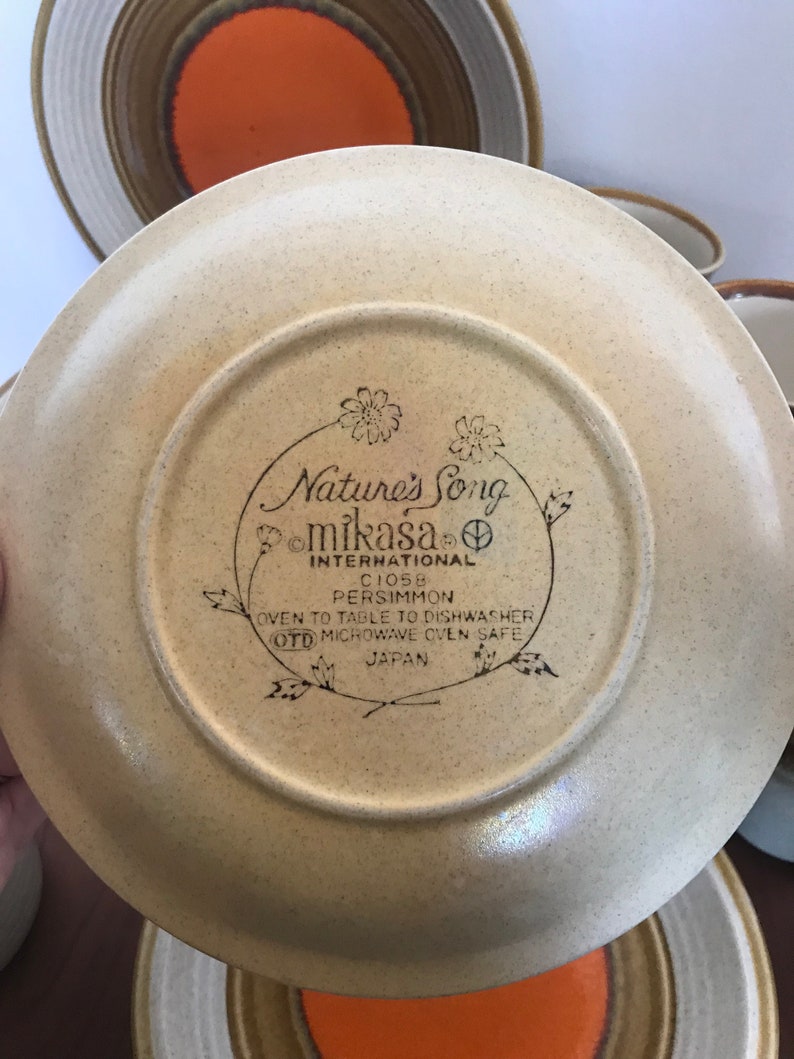 Nature's Song
© mikasa ®
INTERNATIONAL
C1058
PERSIMMON
OVEN TO TABLE TO DISHWASHER
OTD MICROWAVE OVEN SAFE
JAPAN